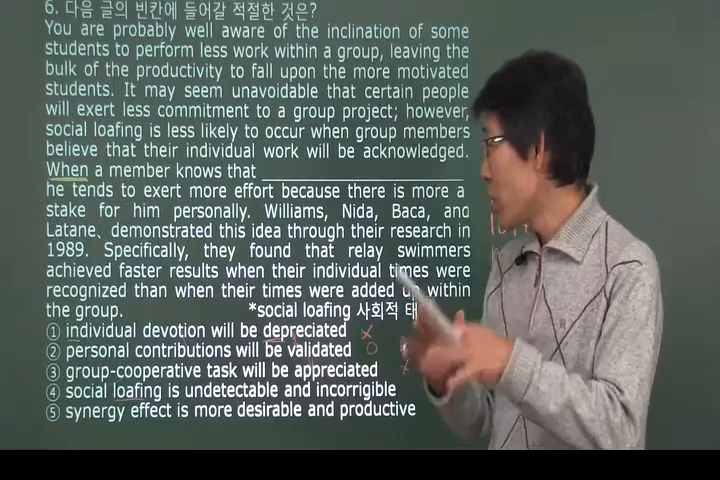 6. 다음 글의 빈칸에 들어갈 적절한 것은?
You are probably well aware of the inclination of some
students to perform less work within a group, leaving the
bulk of the productivity to fall upon the more motivated
students. It may seem unavoidable that certain people
will exert less commitment to a group project; however,
social loafing is less likely to occur when group members
believe that their individual work will be acknowledged.
When a member knows that ____________________
he tends to exert more effort because there is more a
stake for him personally. Williams, Nida, Baca, and
Latane, demonstrated this idea through their research in
1989. Specifically, they found that relay swimmers
achieved faster results when their individual times were
recognized than when their times were added up within
the group. *social loafing 사회적 태
① individual devotion will be depreciated ×
② personal contributions will be validated ○
③ group-cooperative task will be appreciated ×
④ social loafing is undetectable and incorrigible
⑤ synergy effect is more desirable and productive